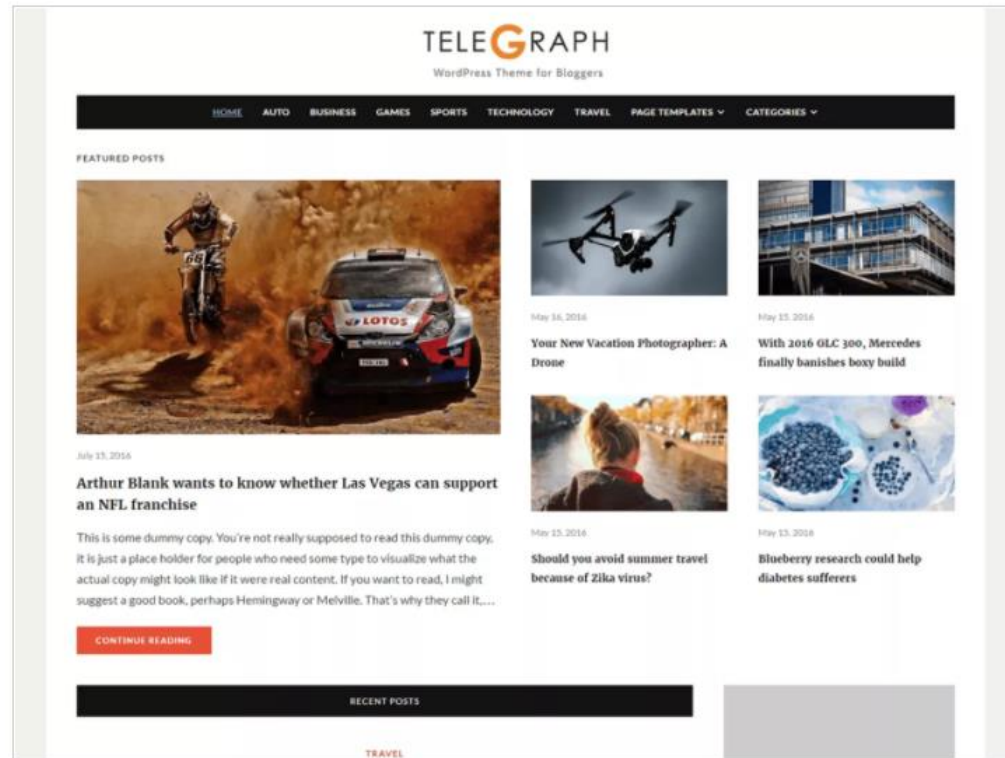 TELEGRAPH
WordPress Theme for Bloggers
HOME AUTO BUSINESS GAMES SPORTS TECHNOLOGY TRAVEL PAGE TEMPLATES CATEGORIES
FEATURED POSTS
66
LOTOS
MICHELIN
July 15, 2016
Arthur Blank wants to know whether Las Vegas can support
an NFL franchise
This is some dummy copy. You're not really supposed to read this dummy copy,
it is just a place holder for people who need some type to visualize what the
actual copy might look like if it were real content. If you want to read, I might
suggest a good book, perhaps Hemingway or Melville. That's why they call it,…
CONTINUE READING
May 16, 2016
Your New Vacation Photographer: A
Drone
May 15, 2016
With 2016 GLC 300, Mercedes
finally banishes boxy build
May 15, 2016
Should you avoid summer travel
because of Zika virus?
May 15, 2016
Blueberry research could help
diabetes sufferers
RECENT POSTS
TRAVEL